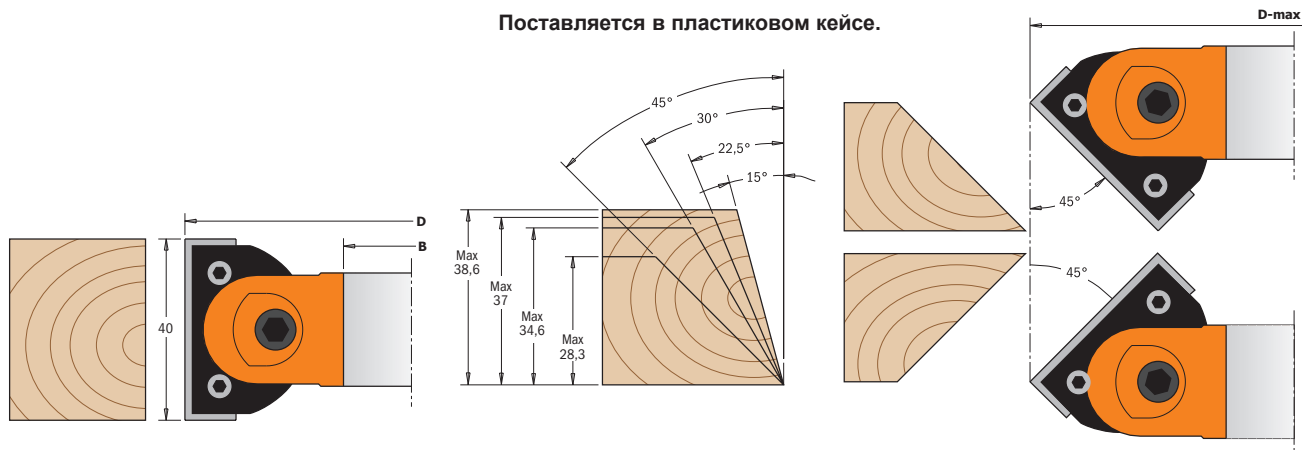 Поставляется в пластиковом кейсе.
D-max
45°
30°
22,5°
15°
45°
D
B
40
Max
38,6
Max
37
Max
34,6
Max
28,3
45°